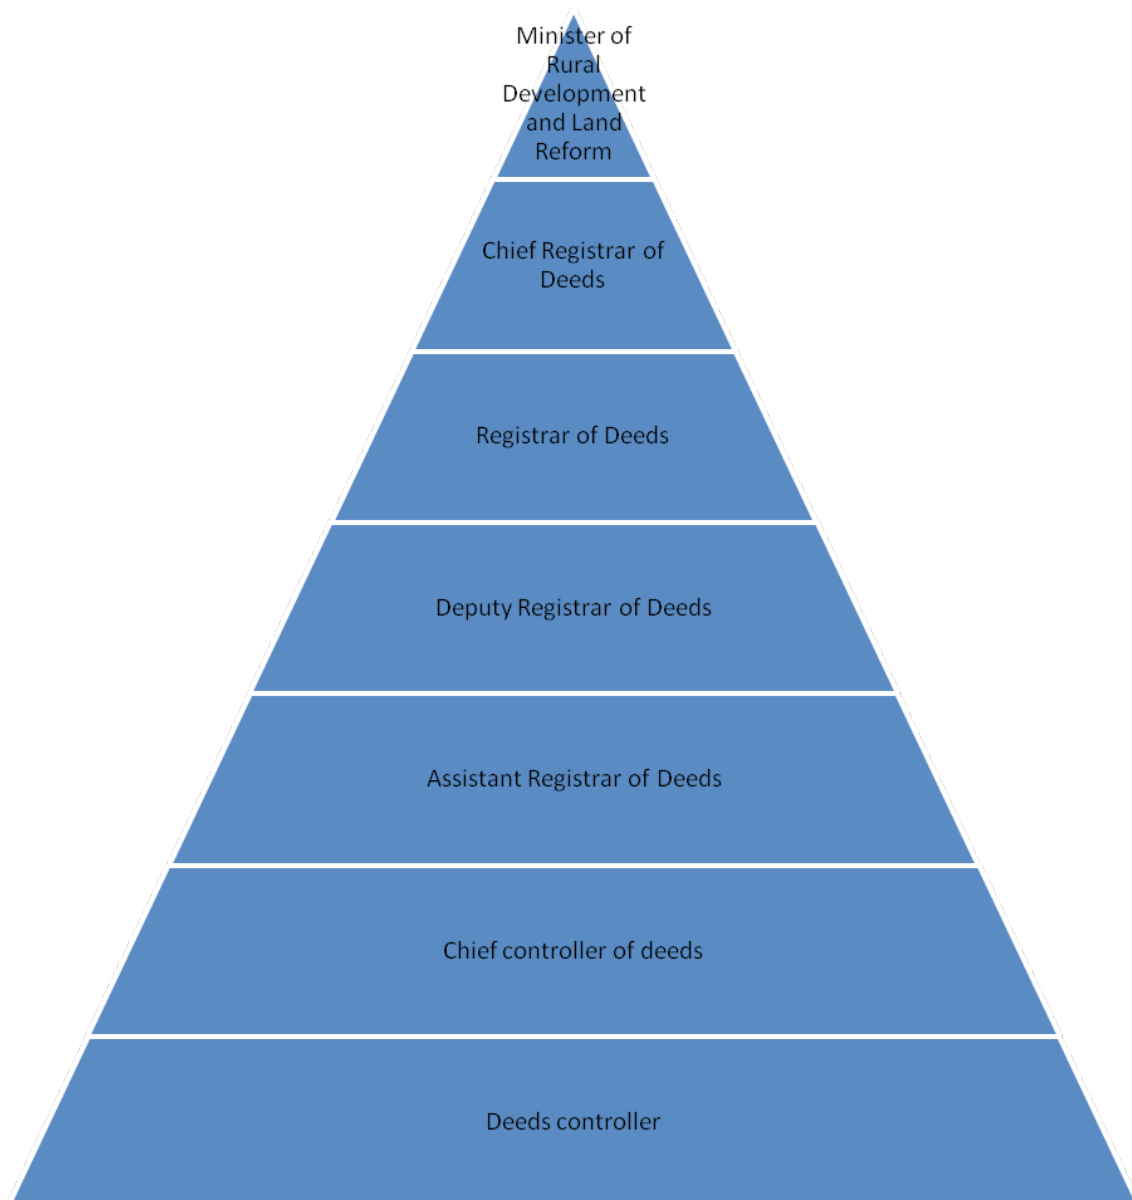 Minister of
Rural
Development
and Land
Reform
Chief Registrar of
Deeds
Registrar of Deeds
Deputy Registrar of Deeds
Assistant Registrar of Deeds
Chief controller of deeds
Deeds controller